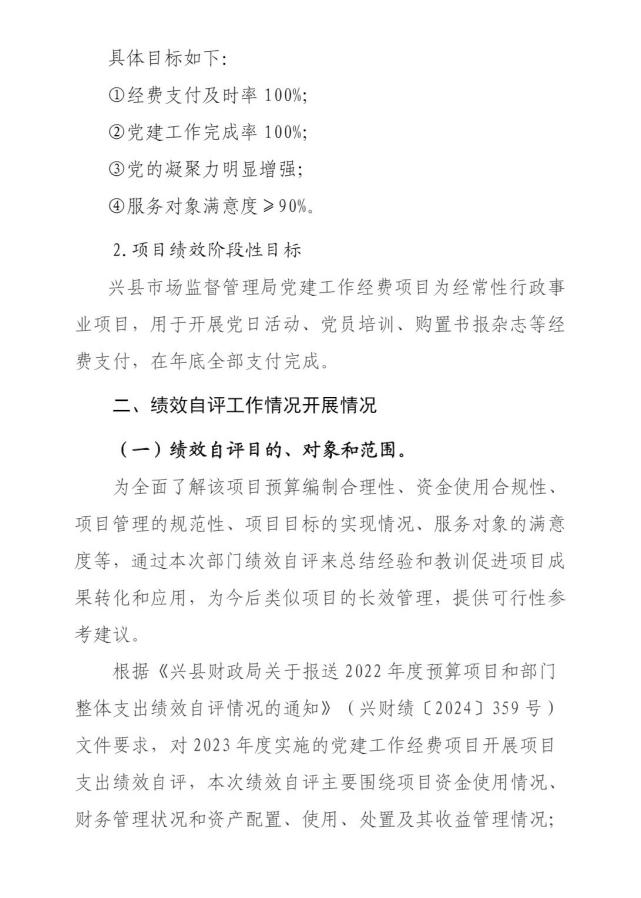 具体目标如下：
①经费支付及时率 100%；
②党建工作完成率 100%；
③党的凝聚力明显增强；
④服务对象满意度≥90%。
2.项目绩效阶段性目标
兴县市场监督管理局党建工作经费项目为经常性行政事
业项目，用于开展党日活动、党员培训、购置书报杂志等经
费支付，在年底全部支付完成。
二、绩效自评工作情况开展情况
（一）绩效自评目的、对象和范围。
为全面了解该项目预算编制合理性、资金使用合规性、
项目管理的规范性、项目目标的实现情况、服务对象的满意
度等，通过本次部门绩效自评来总结经验和教训促进项目成
果转化和应用，为今后类似项目的长效管理，提供可行性参
考建议。
根据《兴县财政局关于报送 2022 年度预算项目和部门
整体支出绩效自评情况的通知》（兴财绩〔2024〕359 号）
文件要求，对 2023 年度实施的党建工作经费项目开展项目
支出绩效自评，本次绩效自评主要围绕项目资金使用情况、
财务管理状况和资产配置、使用、处置及其收益管理情况；